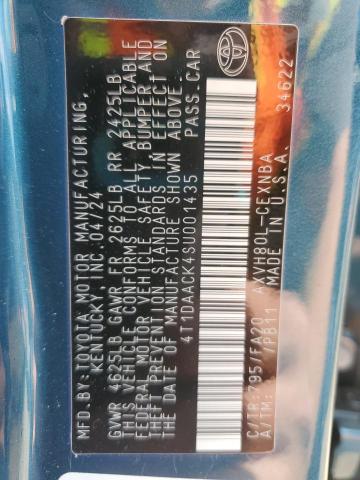 MFD. BY: TOYOTA MOTOR MANUFACTURING,
KENTUCKY, INC. 04/24
GVWR 4625LB GAWR FR 2625LB RR 2425LB
THIS VEHICLE CONFORMS TO ALL APPLICABLE
FEDERAL MOTOR VEHICLE SAFETY BUMPER, AND
THEFT PREVENTION STANDARDS IN EFFECT ON
THE DATE OF MANUFACTURE SHOWN ABOVE.
4T1DAACK4SU001435 PASS. CAR
C/TR: 795/FA20 AXVH80L-CEXNBA
A/TM: /PB11 MADE IN U.S.A. 34622